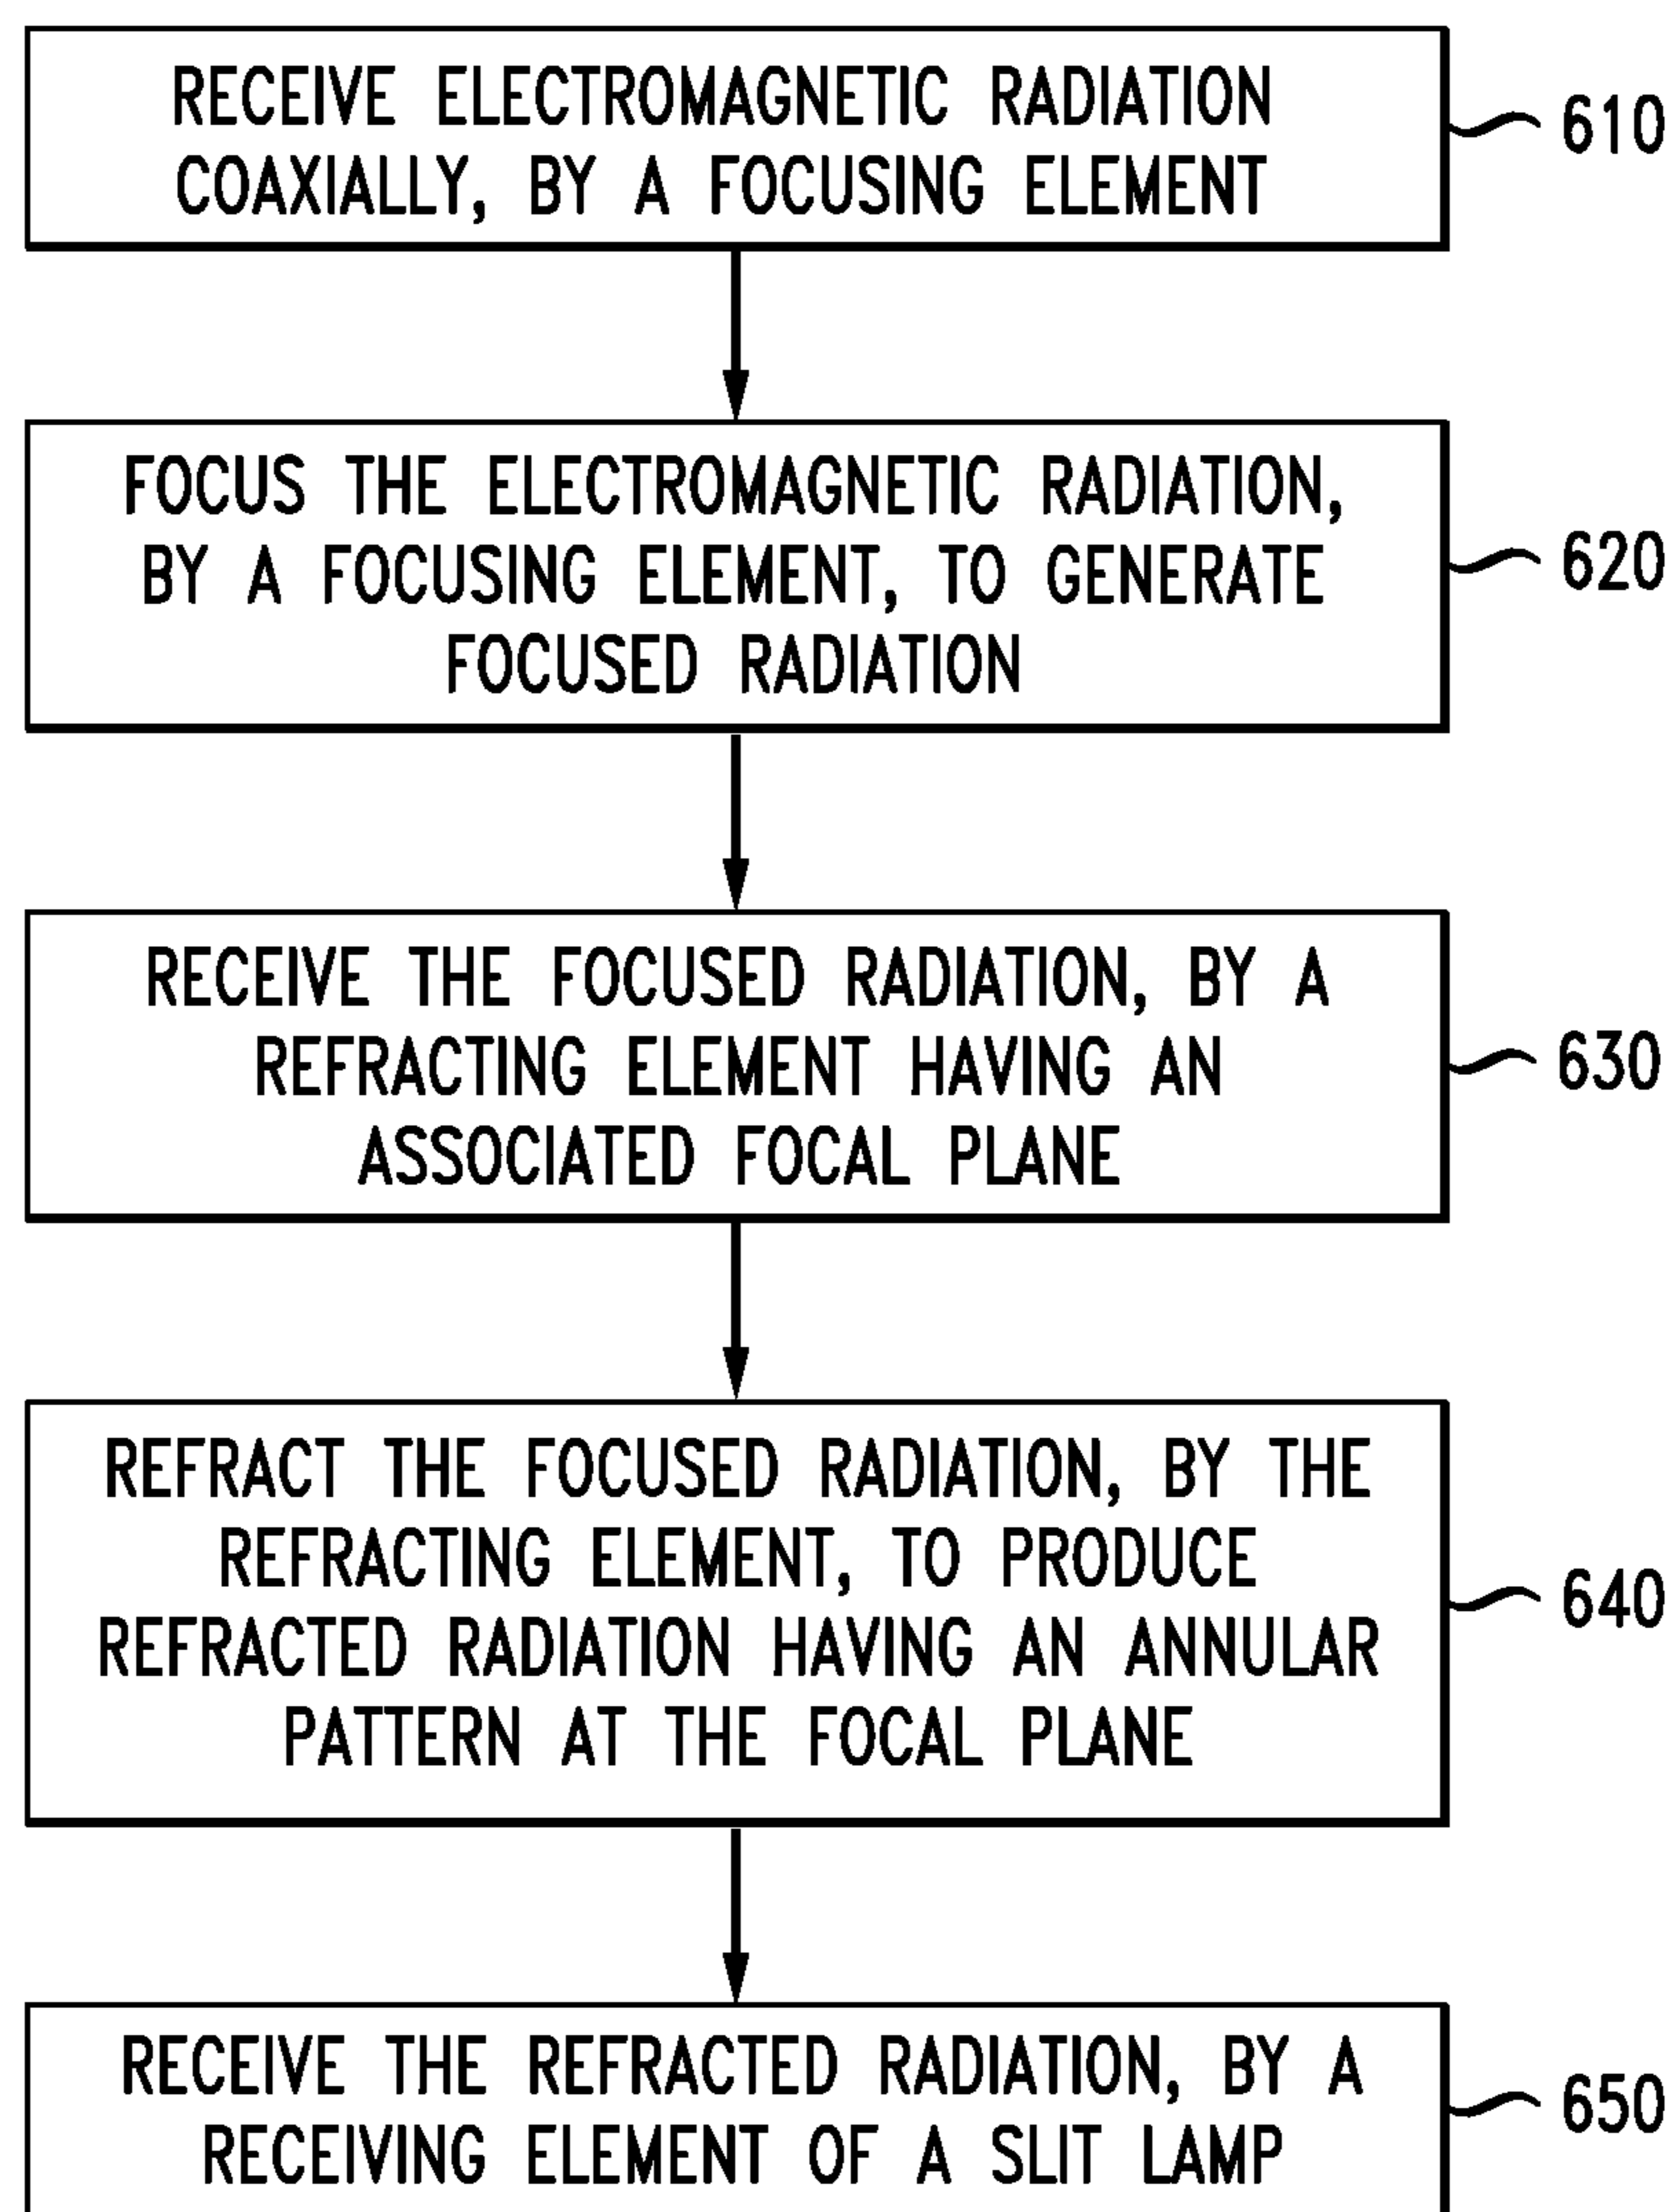 RECEIVE ELECTROMAGNETIC RADIATION
COAXIALLY, BY A FOCUSING ELEMENT
610
FOCUS THE ELECTROMAGNETIC RADIATION,
BY A FOCUSING ELEMENT, TO GENERATE
FOCUSED RADIATION
620
RECEIVE THE FOCUSED RADIATION, BY A
REFRACTING ELEMENT HAVING AN
ASSOCIATED FOCAL PLANE
630
REFRACT THE FOCUSED RADIATION, BY THE
REFRACTING ELEMENT, TO PRODUCE
REFRACTED RADIATION HAVING AN ANNULAR
PATTERN AT THE FOCAL PLANE
640
RECEIVE THE REFRACTED RADIATION, BY A
RECEIVING ELEMENT OF A SLIT LAMP
650